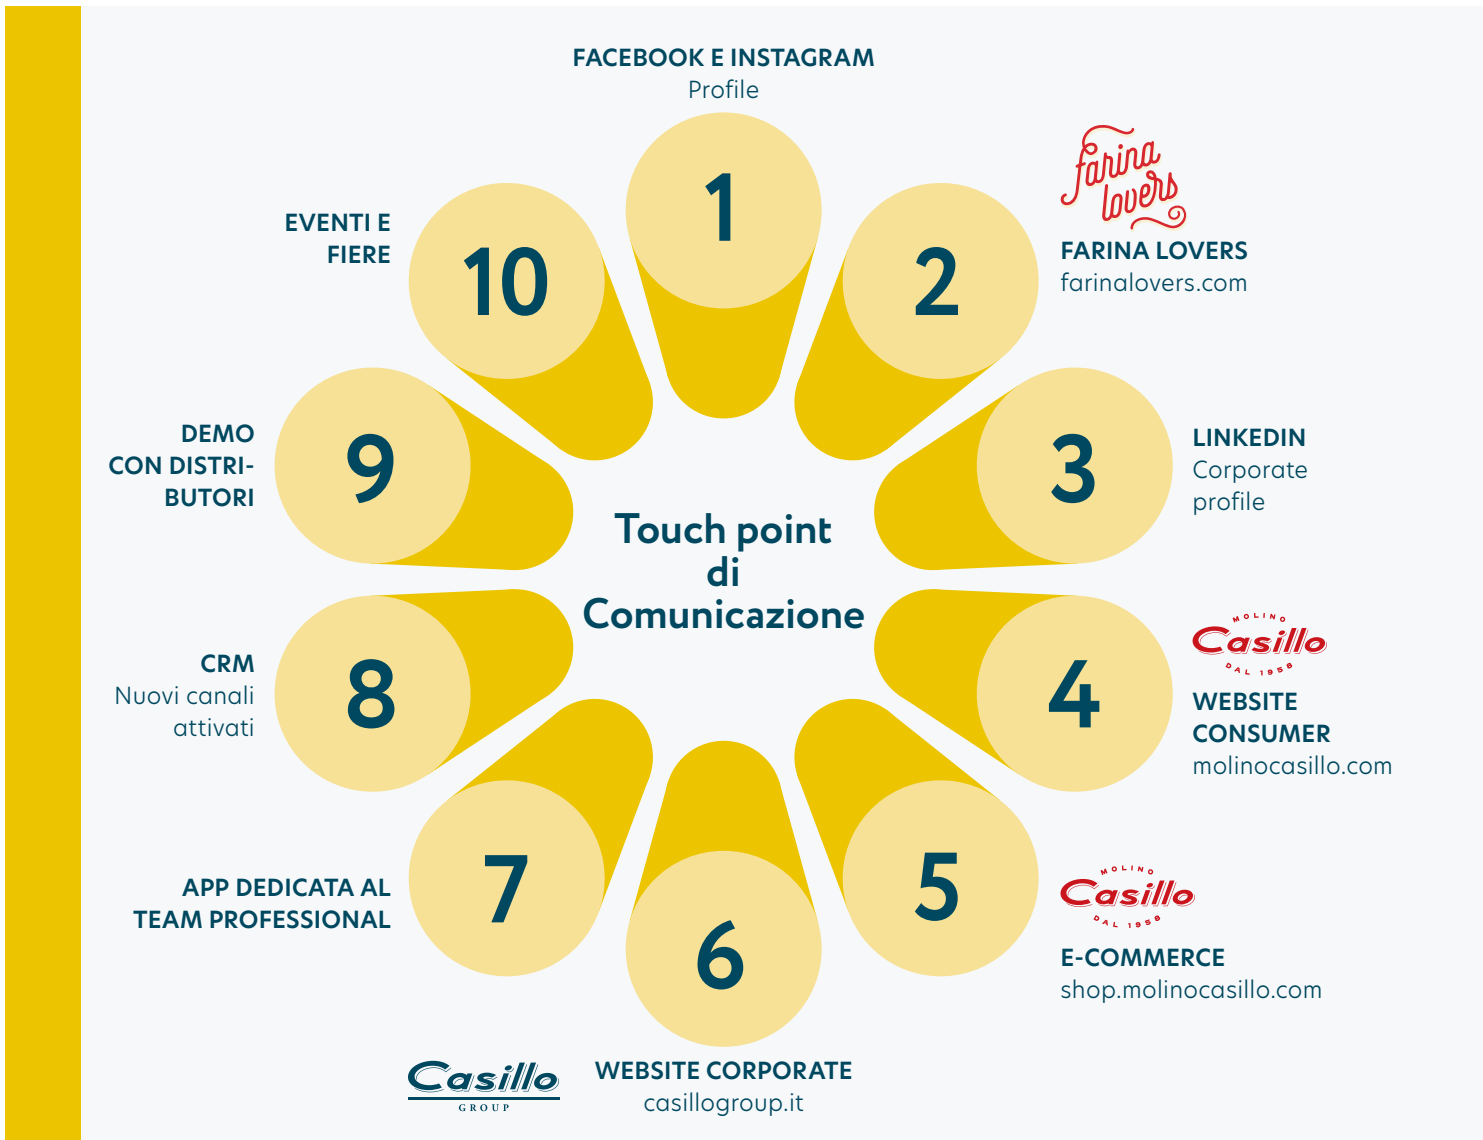 FACEBOOK E INSTAGRAM
Profile
1
2
farina
lovers
FARINA LOVERS
farinalovers.com
3
LINKEDIN
Corporate
profile
4
MOLINO
Casillo
DAL 1958
WEBSITE
CONSUMER
molinocasillo.com
5
MOLINO
Casillo
DAL 1958
E-COMMERCE
shop.molinocasillo.com
6
Casillo
GROUP
WEBSITE CORPORATE
casillogroup.it
7
APP DEDICATA AL
TEAM PROFESSIONAL
8
CRM
Nuovi canali
attivati
9
DEMO
CON DISTRI-
BUTORI
10
EVENTI E
FIERE
Touch point
di
Comunicazione